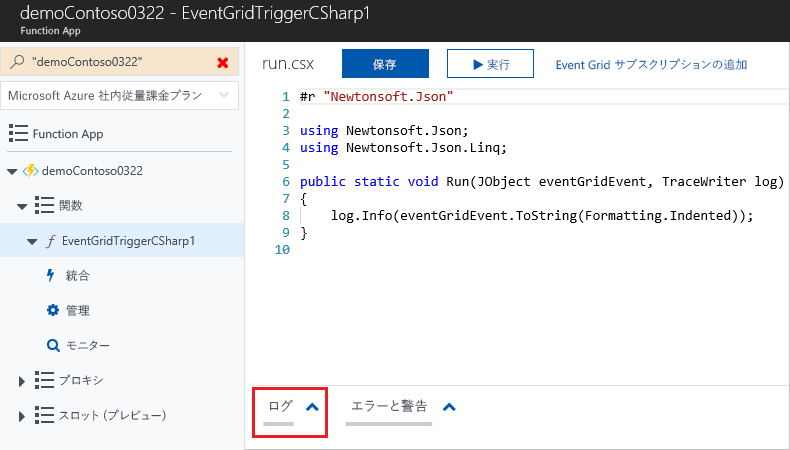 demoContoso0322 - EventGridTriggerCSharp1
Function App
"demoContoso0322"
Microsoft Azure 社内従量課金プラン
Function App
demoContoso0322
関数
EventGridTriggerCSharp1
統合
管理
モニター
プロキシ
スロット (プレビュー)
run.csx 保存 実行 Event Grid サブスクリプションの追加
1 #r "Newtonsoft.Json"
2
3 using Newtonsoft.Json;
4 using Newtonsoft.Json.Linq;
5
6 public static void Run(JObject eventGridEvent, TraceWriter log)
7 {
8 log.Info(eventGridEvent.ToString(Formatting.Indented));
9 }
10
ログ エラーと警告